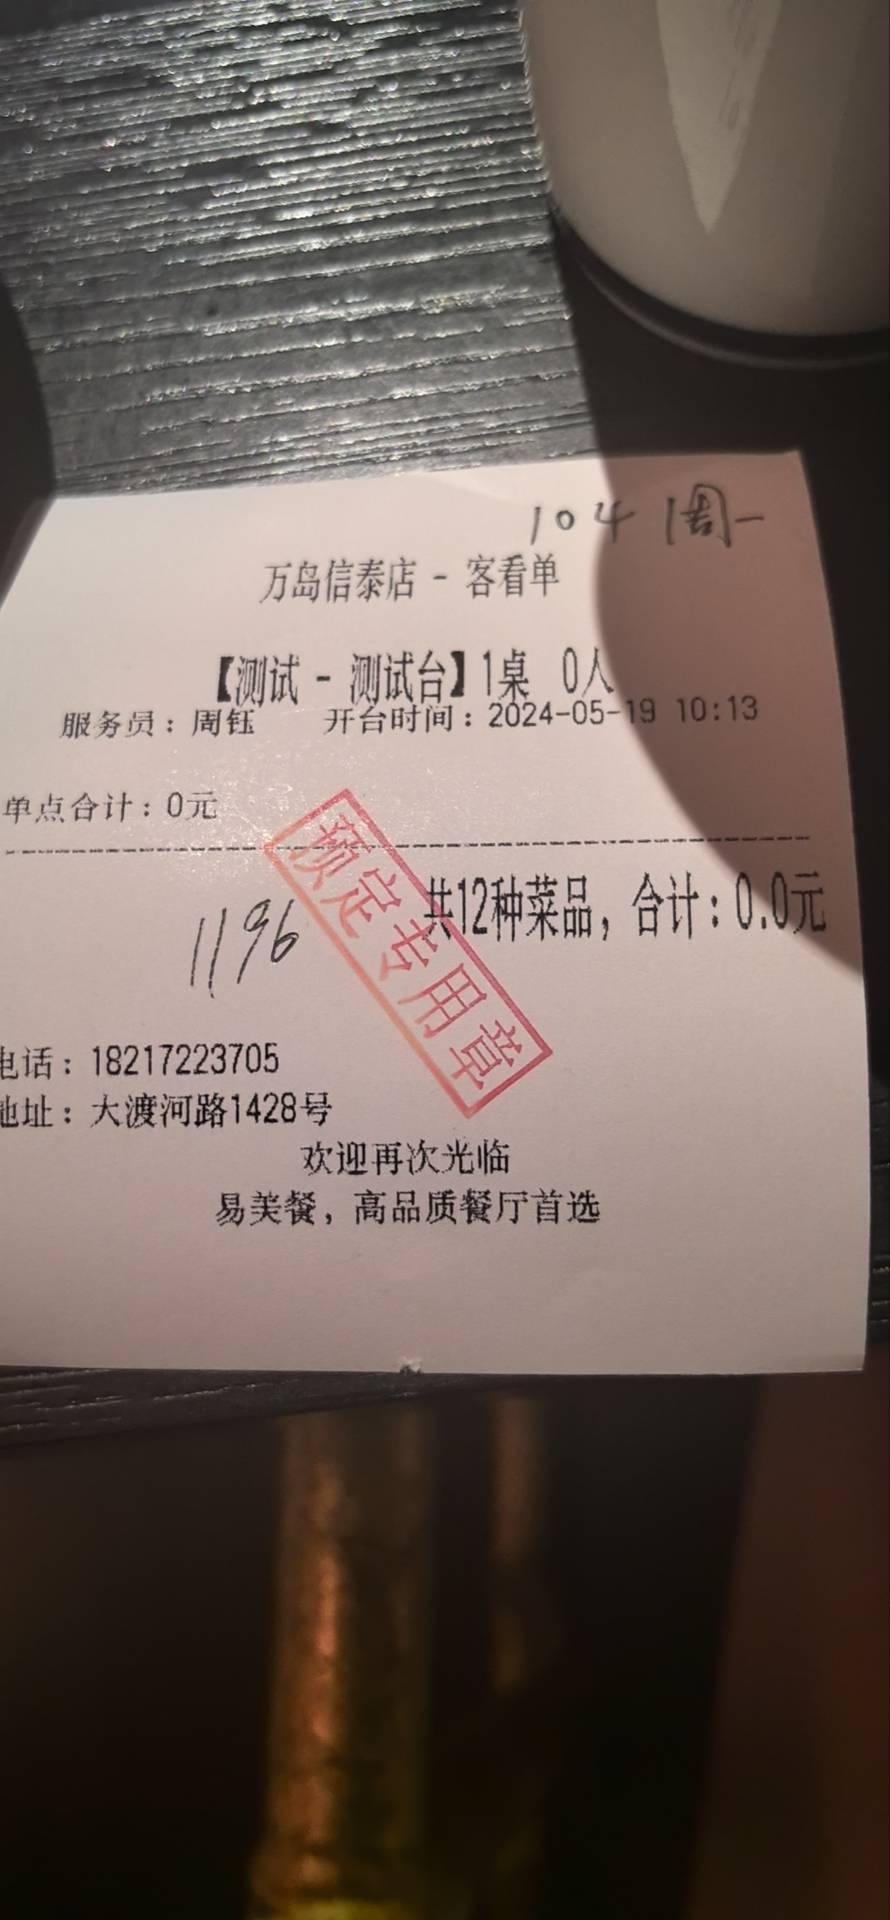 104 周一
万岛信泰店 - 客看单
【测试 - 测试台】1桌 0人
服务员：周钰 开台时间：2024-05-19 10:13
单点合计：0元
共12种菜品，合计：0.0元
1196
预定专用章
电话：18217223705
地址：大渡河路1428号
欢迎再次光临
易美餐，高品质餐厅首选